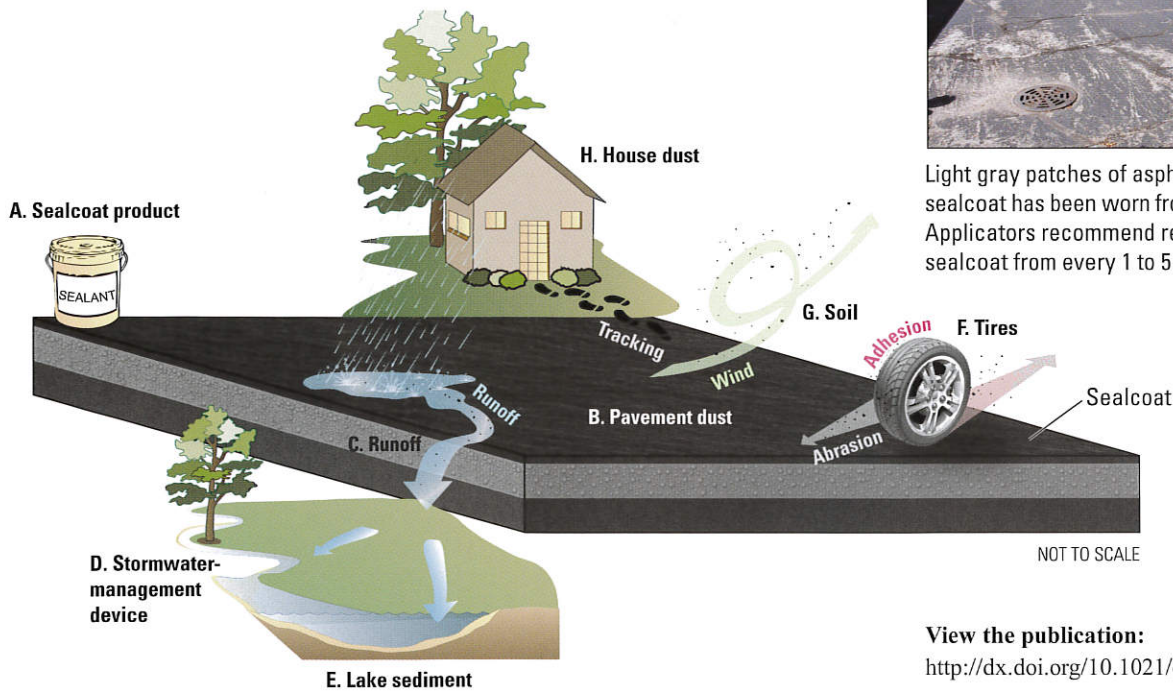 H. House dust
A. Sealcoat product
SEALANT
Light gray patches of asph
sealcoat has been worn fro
Applicators recommend re
sealcoat from every 1 to 5
Tracking
G. Soil
Wind
Adhesion
F. Tires
Runoff
B. Pavement dust
Sealcoat
C. Runoff
Abrasion
NOT TO SCALE
D. Stormwater-
management
device
E. Lake sediment
View the publication:
http://dx.doi.org/10.1021/